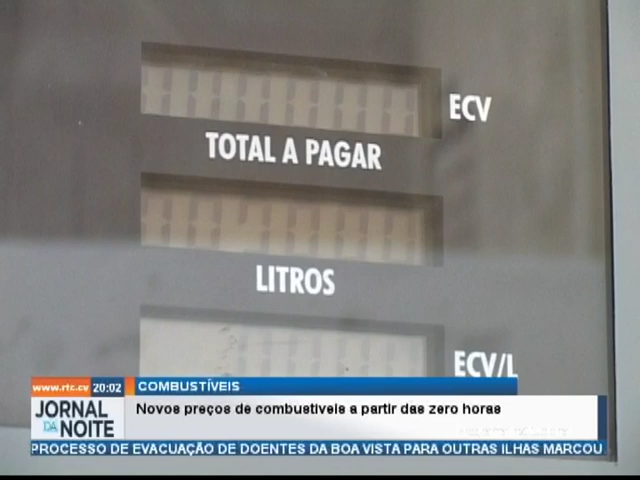 ECV
TOTAL A PAGAR
LITROS
ECV/L
www.rtc.cv 20:02 COMBUSTÍVEIS
JORNAL DA NOITE
Novos preços de combustíveis a partir das zero horas
PROCESSO DE EVACUAÇÃO DE DOENTES DA BOA VISTA PARA OUTRAS ILHAS MARCOU